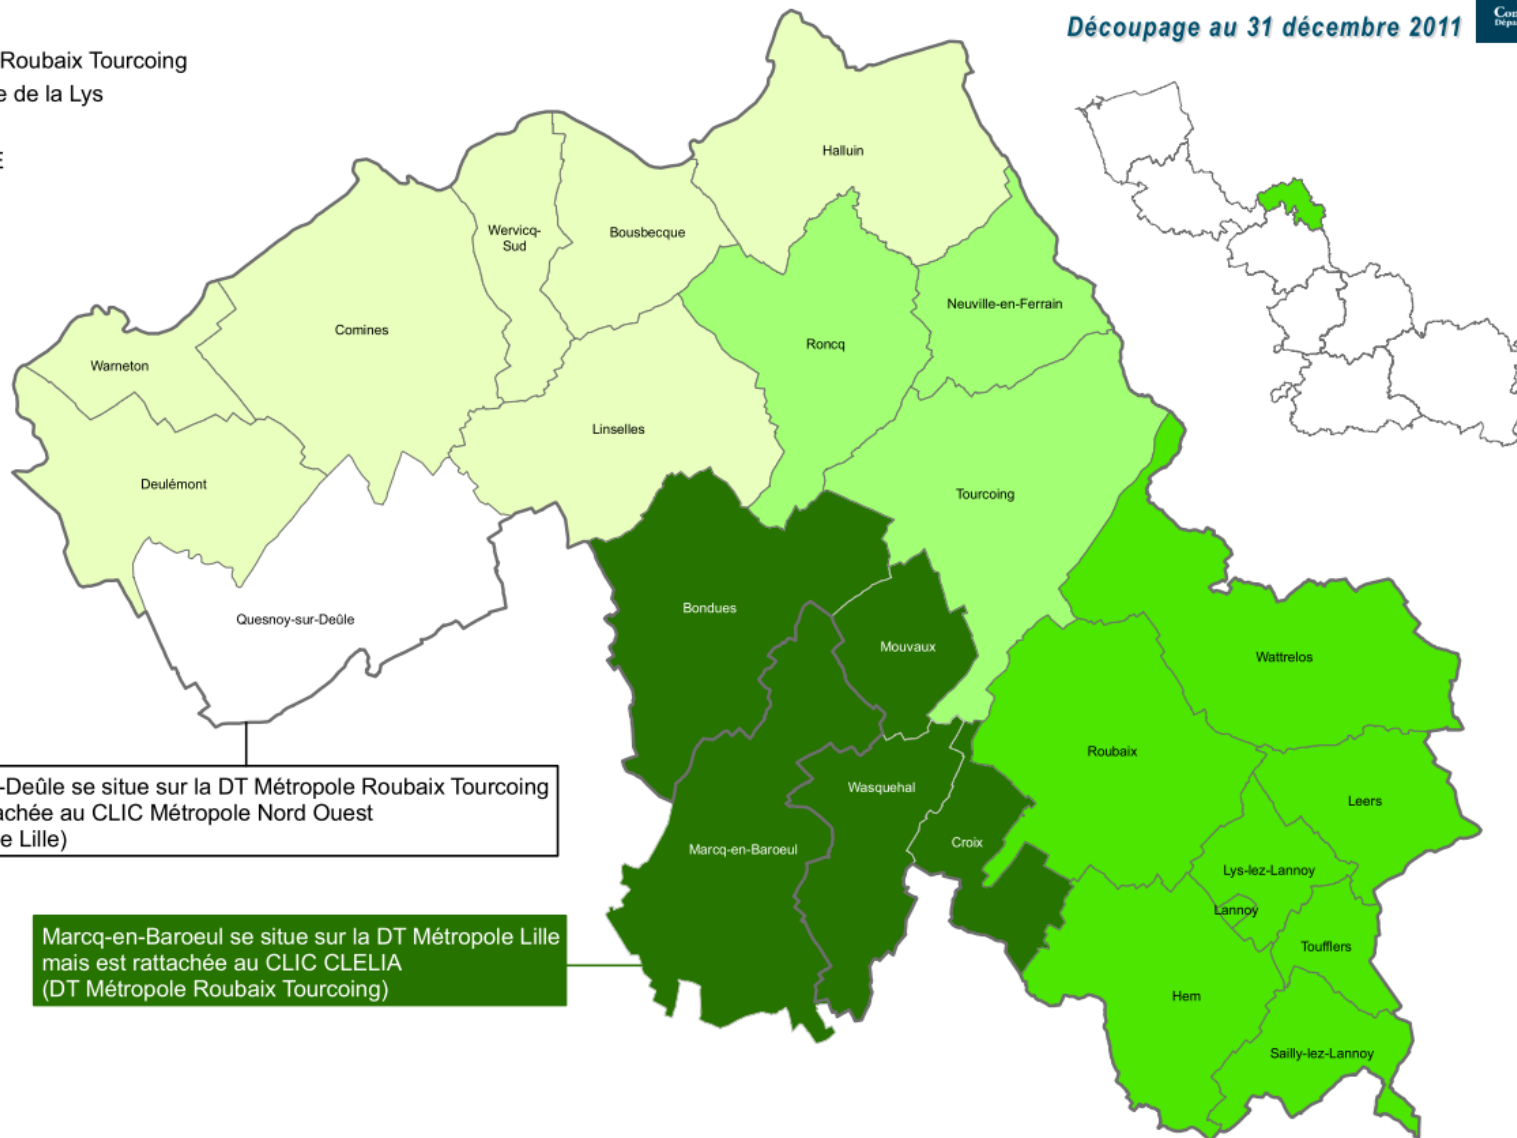 Découpage au 31 décembre 2011
Roubaix Tourcoing
de la Lys
Halluin
Wervicq-
Sud
Bousbecque
Neuville-en-Ferrain
Comines
Roncq
Warneton
Linselles
Deulémont
Tourcoing
Bondues
Quesnoy-sur-Deûle
Mouvaux
Wattrelos
Roubaix
Wasquehal
Leers
Croix
Marcq-en-Baroeul
Lys-lez-Lannoy
Lannoy
Toufflers
Hem
Sailly-lez-Lannoy
-Deûle se situe sur la DT Métropole Roubaix Tourcoing
achée au CLIC Métropole Nord Ouest
e Lille)
Marcq-en-Baroeul se situe sur la DT Métropole Lille
mais est rattachée au CLIC CLELIA
(DT Métropole Roubaix Tourcoing)